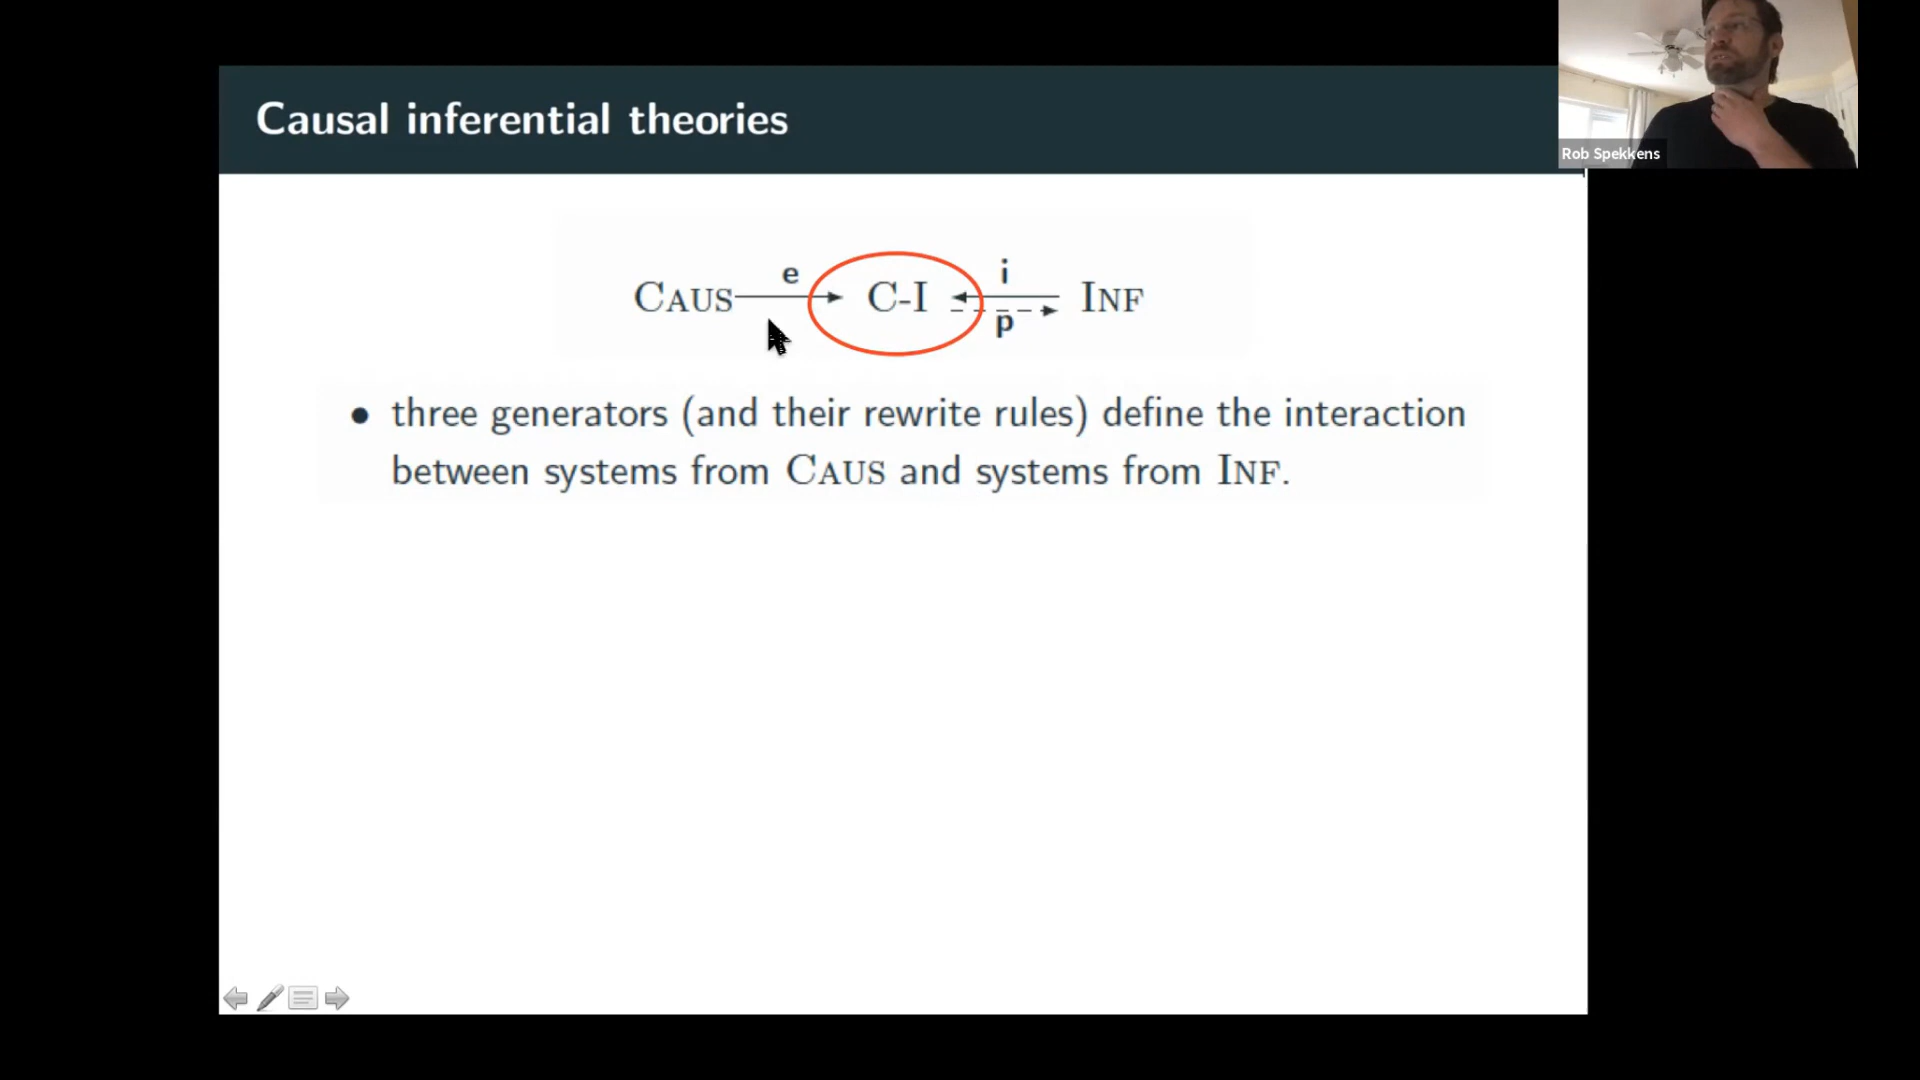 Causal inferential theories
Rob Spekkens
e
i
CAUS C-I INF
p
• three generators (and their rewrite rules) define the interaction
between systems from CAUS and systems from INF.